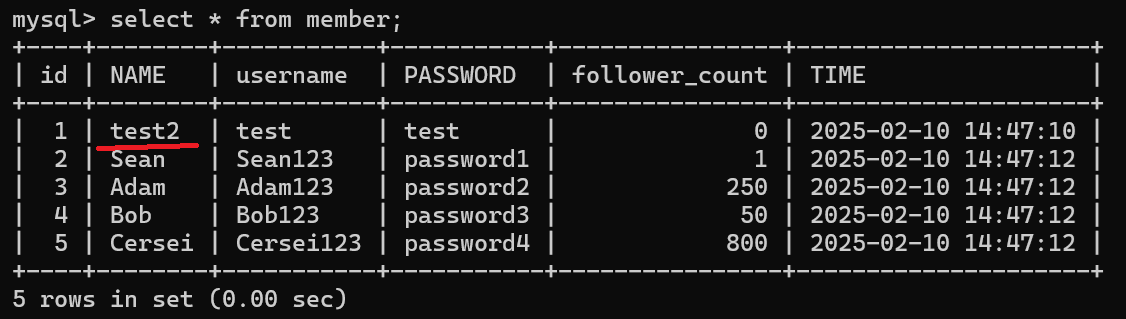 mysql> select * from member;
+----+--------+-----------+-----------+----------------+---------------------+
| id | NAME   | username  | PASSWORD  | follower_count | TIME                |
+----+--------+-----------+-----------+----------------+---------------------+
|  1 | test2  | test      | test      |              0 | 2025-02-10 14:47:10 |
|  2 | Sean   | Sean123   | password1 |              1 | 2025-02-10 14:47:12 |
|  3 | Adam   | Adam123   | password2 |            250 | 2025-02-10 14:47:12 |
|  4 | Bob    | Bob123    | password3 |             50 | 2025-02-10 14:47:12 |
|  5 | Cersei | Cersei123 | password4 |            800 | 2025-02-10 14:47:12 |
+----+--------+-----------+-----------+----------------+---------------------+
5 rows in set (0.00 sec)